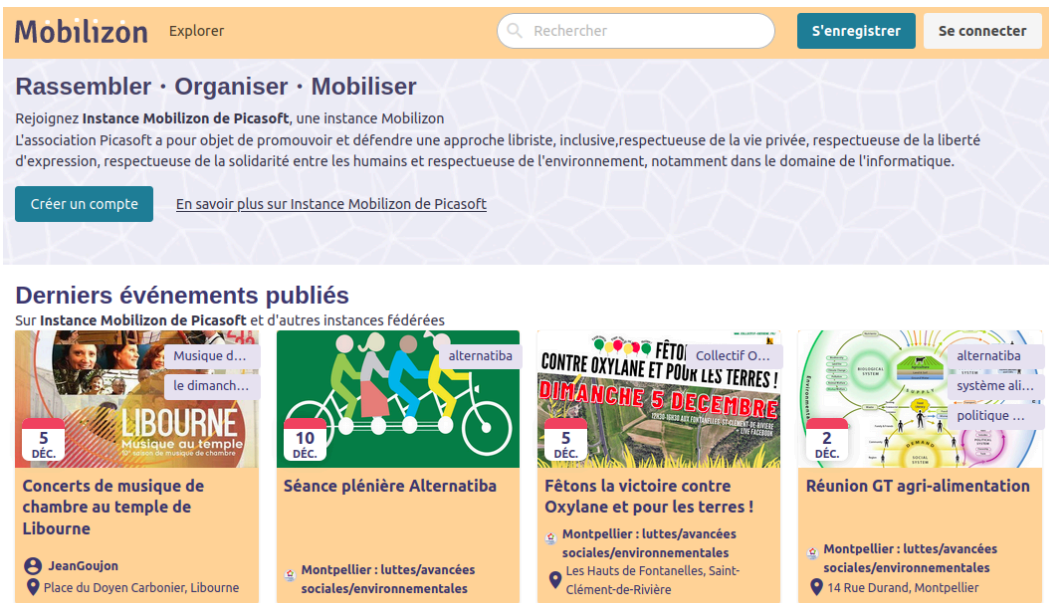 Mobilizon Explorer Rechercher S'enregistrer Se connecter
Rassembler · Organiser · Mobiliser
Rejoignez Instance Mobilizon de Picasoft, une instance Mobilizon
L'association Picasoft a pour objet de promouvoir et défendre une approche libriste, inclusive,respectueuse de la vie privée, respectueuse de la liberté
d'expression, respectueuse de la solidarité entre les humains et respectueuse de l'environnement, notamment dans le domaine de l'informatique.
Créer un compte En savoir plus sur Instance Mobilizon de Picasoft
Derniers événements publiés
Sur Instance Mobilizon de Picasoft et d'autres instances fédérées
Musique d...
le dimanch...
LIBOURNE
Musique au temple
saison de musique de chambre
5
DÉC.
Concerts de musique de
chambre au temple de
Libourne
JeanGoujon
Place du Doyen Carbonier, Libourne
alternatiba
10
DÉC.
Séance plénière Alternatiba
Montpellier : luttes/avancées
sociales/environnementales
Collectif O...
CONTRE OXYLANE ET POUR LES TERRES !
DIMANCHE 5 DECEMBRE
5
DÉC.
Fêtons la victoire contre
Oxylane et pour les terres !
Montpellier : luttes/avancées
sociales/environnementales
Les Hauts de Fontanelles, Saint-
Clément-de-Rivière
alternatiba
système ali...
politique ...
2
DÉC.
Réunion GT agri-alimentation
Montpellier : luttes/avancées
sociales/environnementales
14 Rue Durand, Montpellier